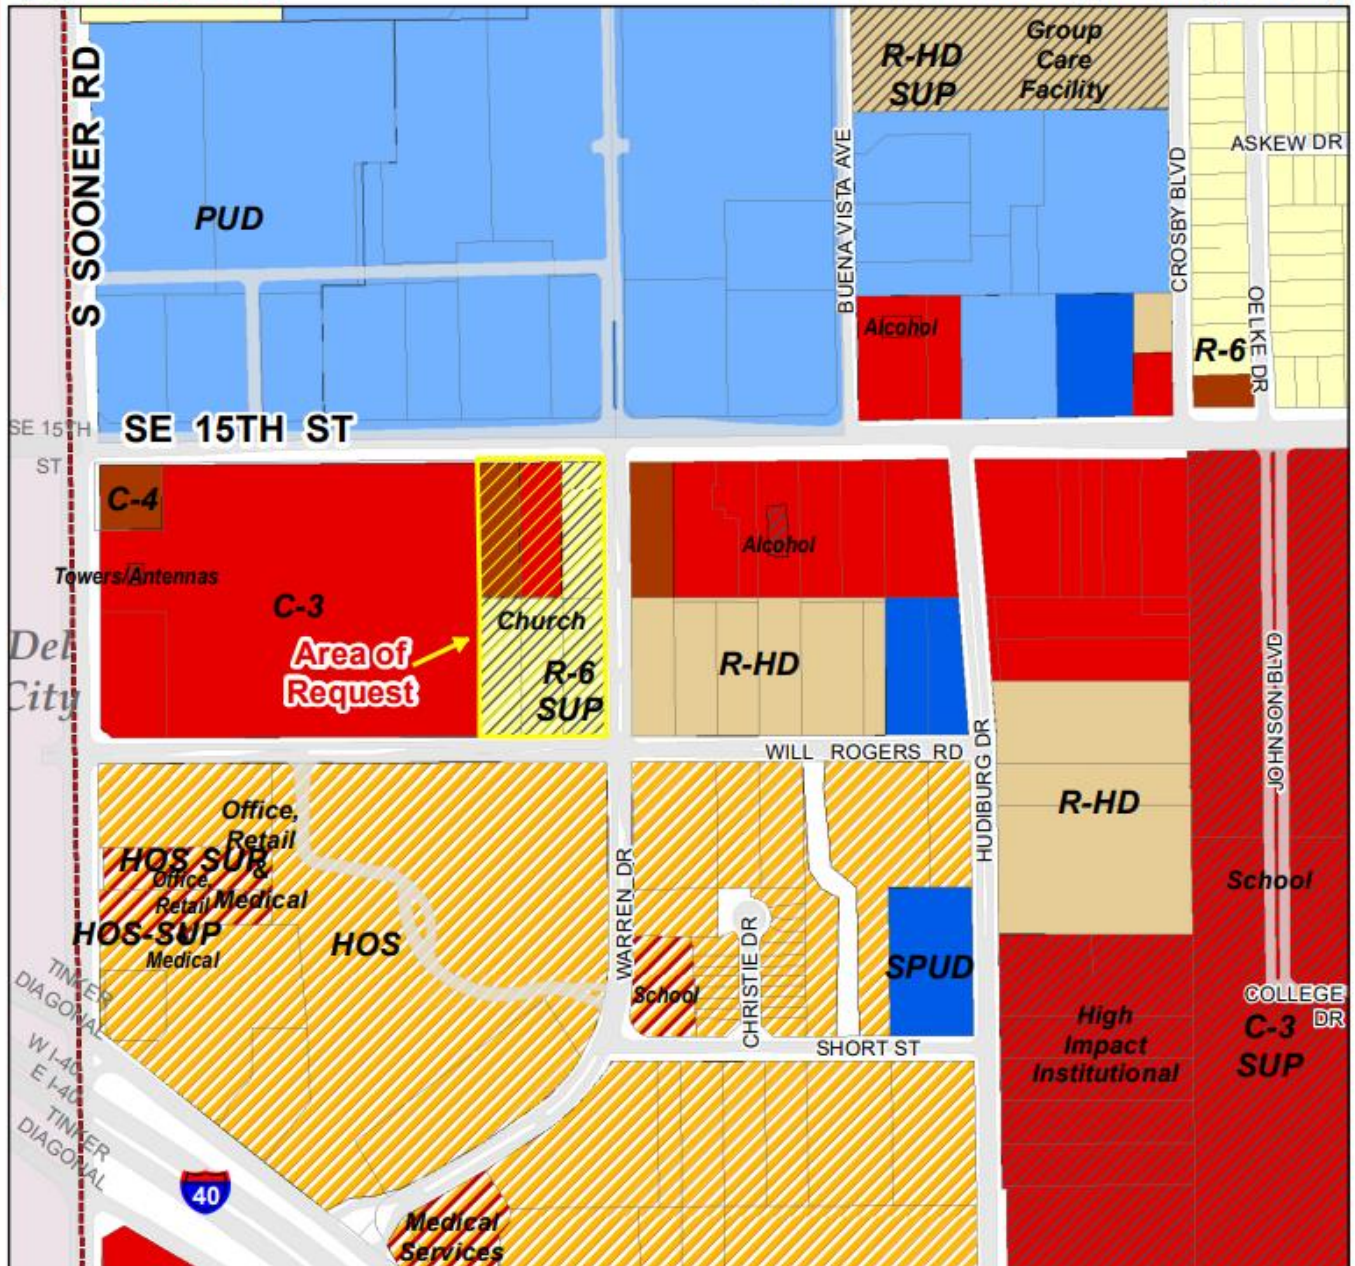 S SOONER RD
Group
Care
Facility
R-HD
SUP
ASKEW DR
BUENA VISTA AVE
CROSBY BLVD
PUD
OELKE DR
Alcohol
R-6
SE 15TH ST
SE 15TH
ST
C-4
Alcohol
Towers/Antennas
C-3
Church
Area of
Request
R-6
SUP
R-HD
Del
City
JOHNSON BLVD
HUDIBURG DR
WILL ROGERS RD
R-HD
Office,
Retail
&
Medical
HOS SUP
Office,
Retail
HOS-SUP
Medical
HOS
WARREN DR
CHRISTIE DR
School
School
SPUD
COLLEGE
DR
C-3
SUP
High
Impact
Institutional
SHORT ST
TINKER
DIAGONAL
W I-40
E I-40
TINKER
DIAGONAL
40
Medical
Services